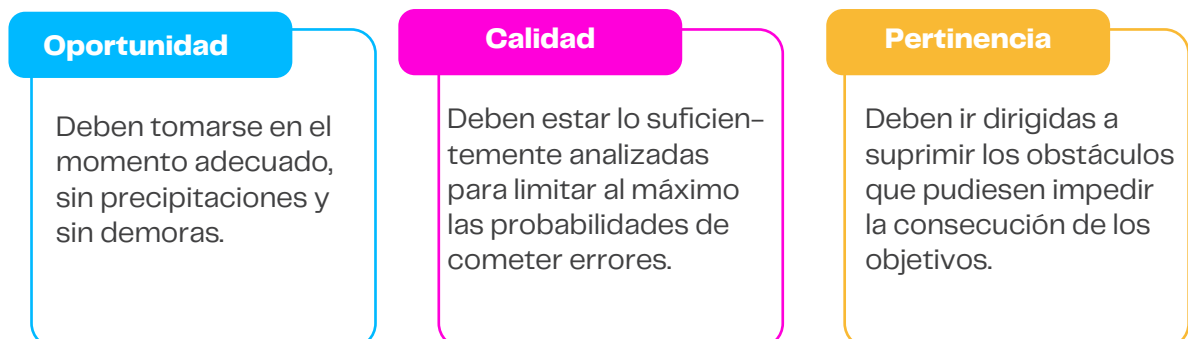 Oportunidad
Deben tomarse en el
momento adecuado,
sin precipitaciones y
sin demoras.
Calidad
Deben estar lo suficien-
temente analizadas
para limitar al máximo
las probabilidades de
cometer errores.
Pertinencia
Deben ir dirigidas a
suprimir los obstáculos
que pudiesen impedir
la consecución de los
objetivos.